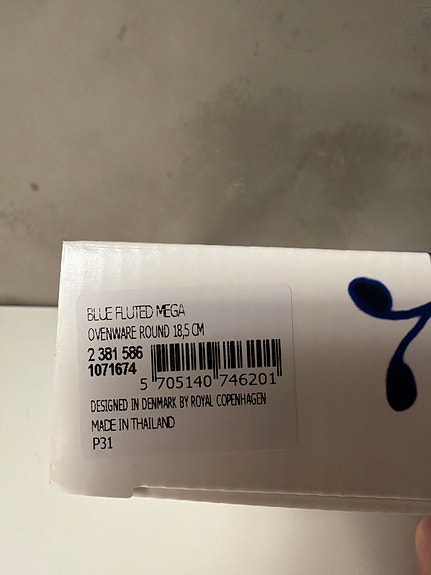 BLUE FLUTED MEGA
OVENWARE ROUND 18,5 CM
2 381 586
1071674
5 705140 746201
DESIGNED IN DENMARK BY ROYAL COPENHAGEN
MADE IN THAILAND
P31